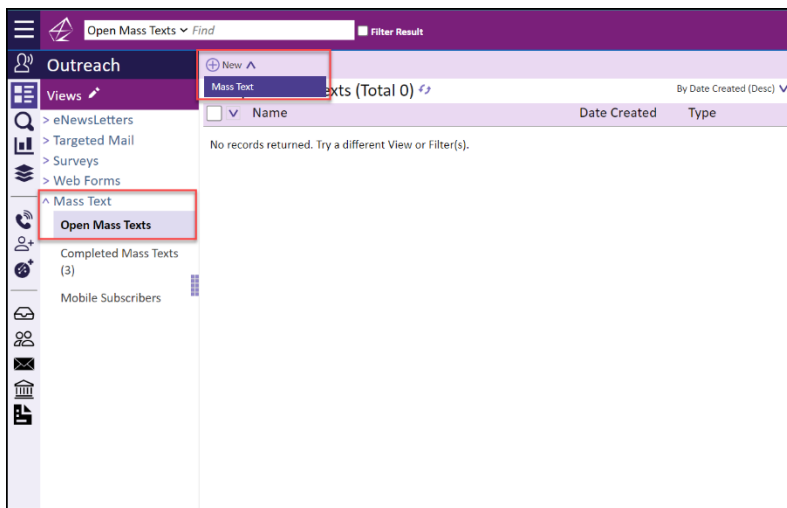 Open Mass Texts Find
Filter Result
Outreach
New
Mass Text
Views
exts (Total 0)
By Date Created (Desc)
Name Date Created Type
> eNewsLetters
> Targeted Mail
> Surveys
> Web Forms
^ Mass Text
Open Mass Texts
Completed Mass Texts
(3)
Mobile Subscribers
No records returned. Try a different View or Filter(s).